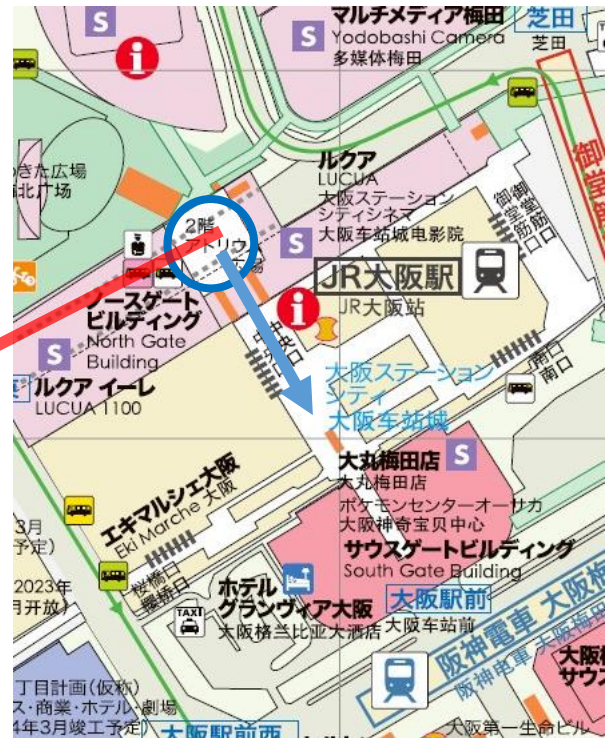 S
i
S
マルチメディア梅田
Yodobashi Camera
多媒体梅田
芝田
芝田
きた広場
北广场
2階
アトリウム
広場
ルクア
LUCUA
大阪ステーション
シティシネマ
大阪车站城电影院
S
御堂筋口
御堂筋口
御堂筋
JR大阪駅
JR大阪站
i
ノースゲート
ビルディング
North Gate
Building
S
ルクア イーレ
LUCUA 1100
中央口
中央口
大阪ステーション
シティ
大阪车站城
南口
南口
大丸梅田店
S
大丸梅田店
ポケモンセンターオーサカ
大阪神奇宝贝中心
エキマルシェ大阪
Eki Marche 大阪
サウスゲートビルディング
South Gate Building
3月
予定)
2023年
月开放)
桜橋口
樱桥口
TAXI
ホテル
グランヴィア大阪
大阪格兰比亚大酒店
大阪駅前
大阪车站前
阪神電車 大阪梅
阪神电车 大阪梅田
大阪梅
サウス
丁目計画(仮称)
ス・商業・ホテル・劇場
4年3月竣工予定)
大阪駅前西
大阪第一生命ビル